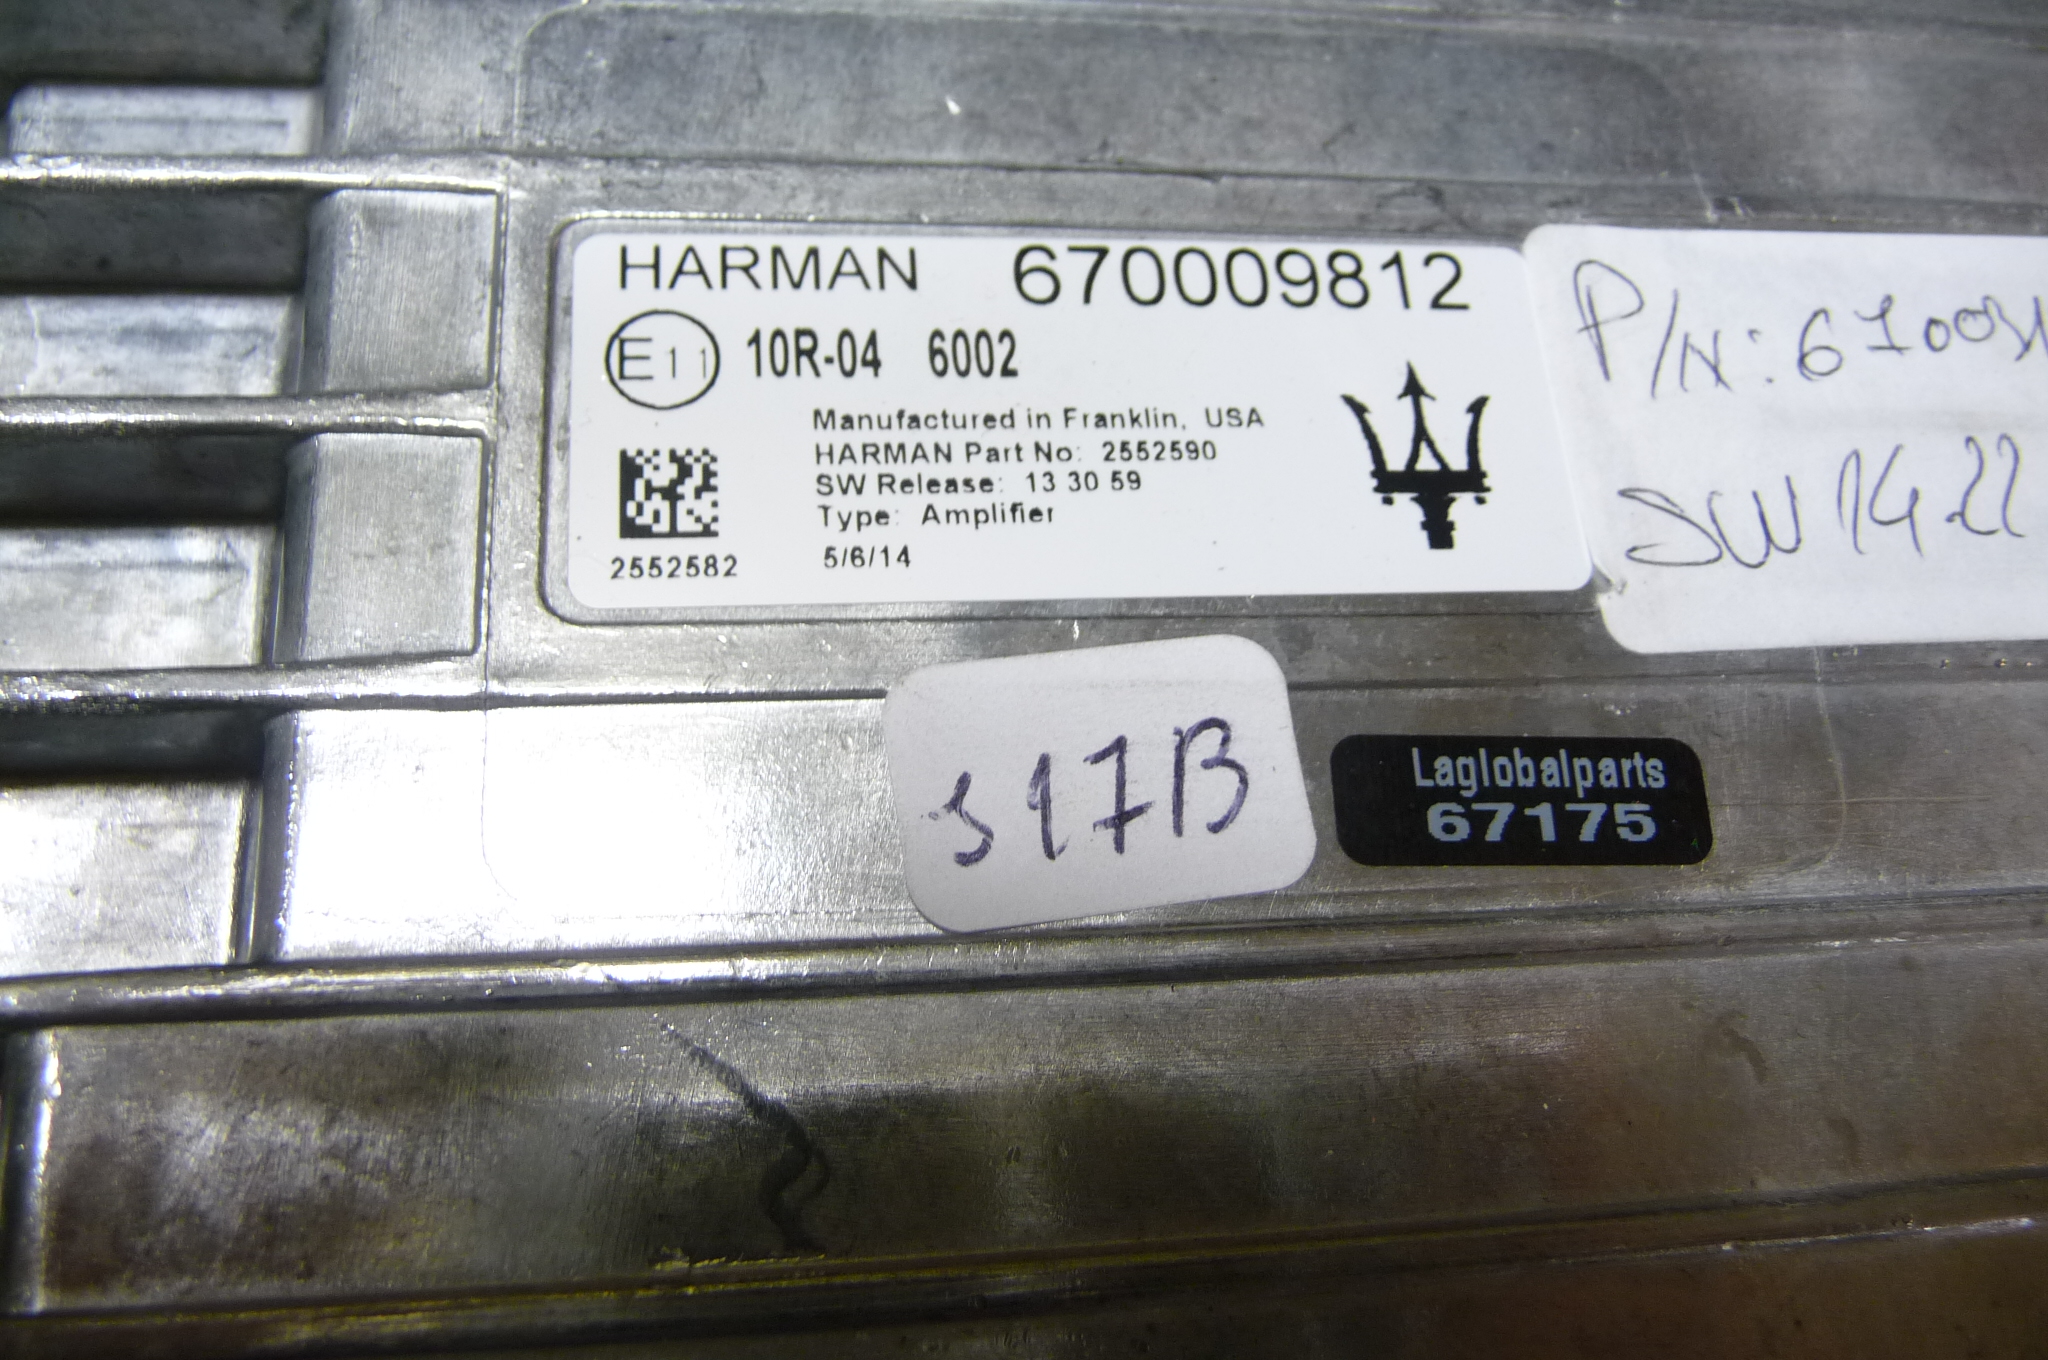 HARMAN 670009812
E11 10R-04 6002
Manufactured in Franklin, USA
HARMAN Part No: 2552590
SW Release: 13 30 59
Type: Amplifier
2552582 5/6/14
P/N:
SW 14.22
317B
Laglobalparts
67175